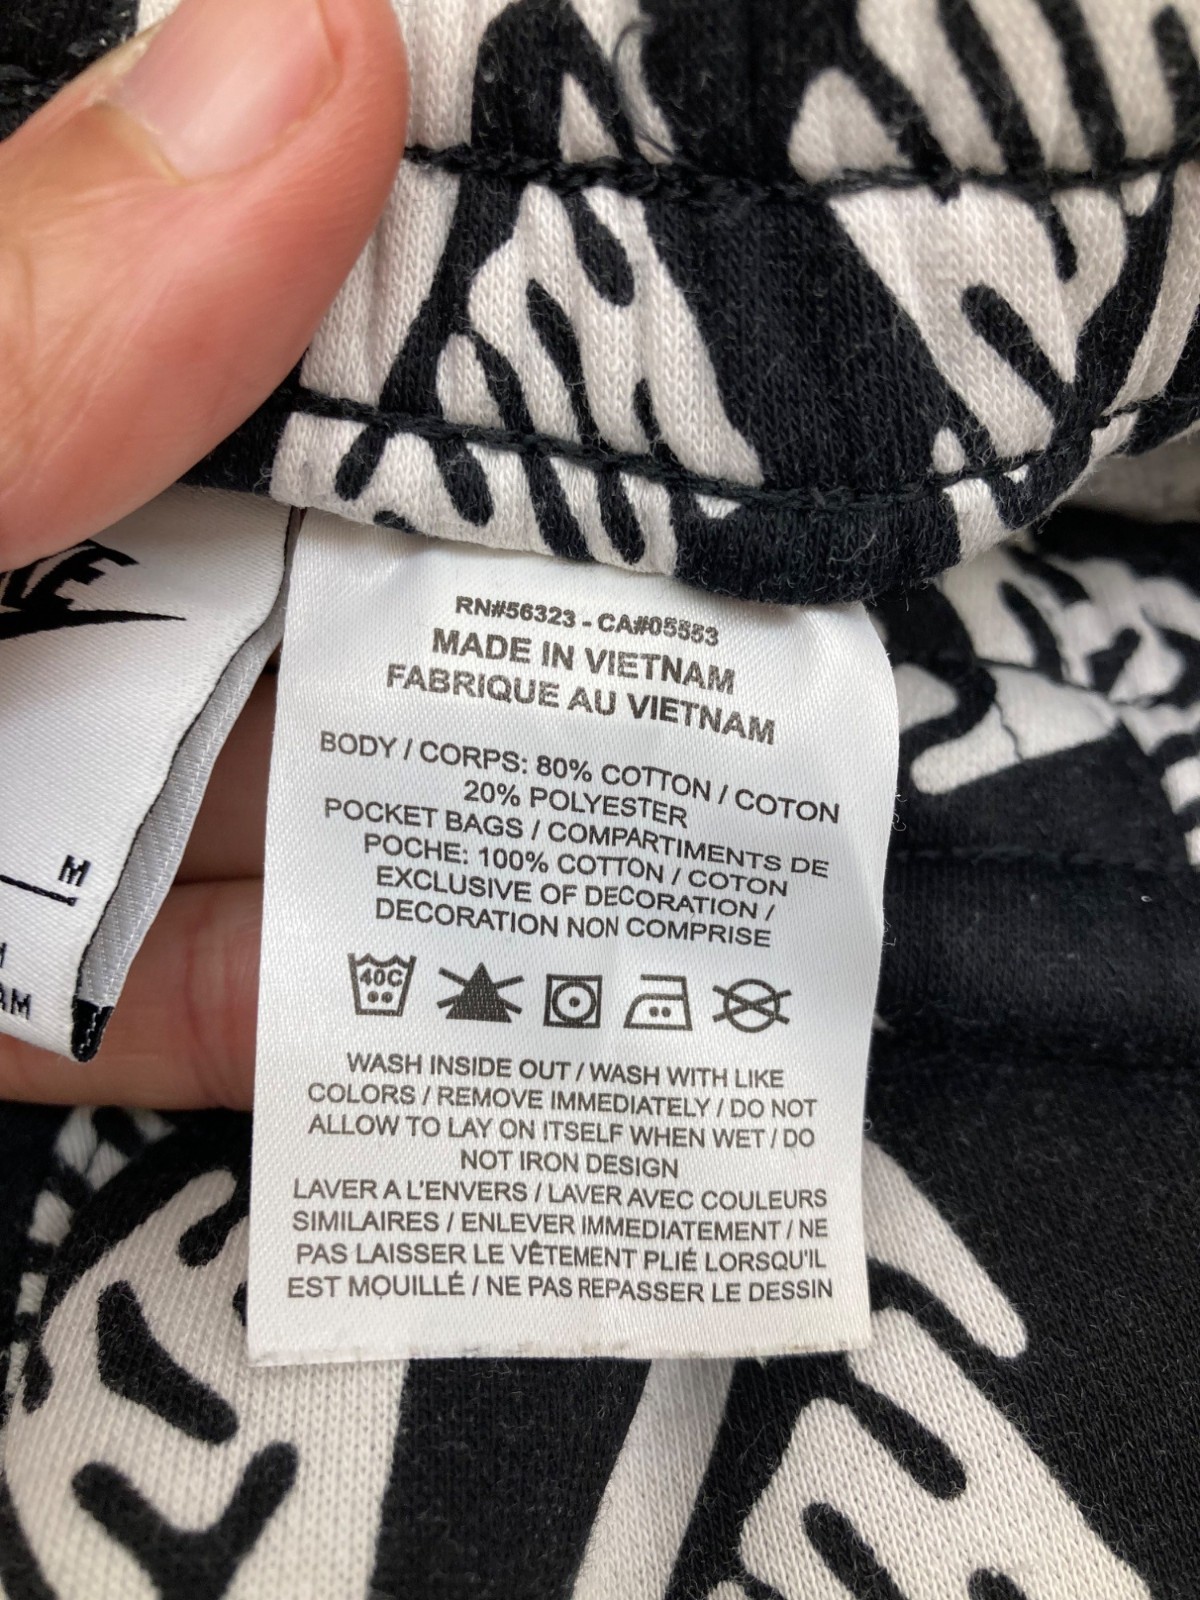 RN#56323 - CA#05553
MADE IN VIETNAM
FABRIQUE AU VIETNAM
BODY / CORPS: 80% COTTON / COTON
20% POLYESTER
POCKET BAGS / COMPARTIMENTS DE
POCHE: 100% COTTON / COTON
EXCLUSIVE OF DECORATION /
DECORATION NON COMPRISE
40C
WASH INSIDE OUT / WASH WITH LIKE
COLORS / REMOVE IMMEDIATELY / DO NOT
ALLOW TO LAY ON ITSELF WHEN WET / DO
NOT IRON DESIGN
LAVER A L'ENVERS / LAVER AVEC COULEURS
SIMILAIRES / ENLEVER IMMEDIATEMENT / NE
PAS LAISSER LE VÊTEMENT PLIÉ LORSQU'IL
EST MOUILLÉ / NE PAS REPASSER LE DESSIN
M